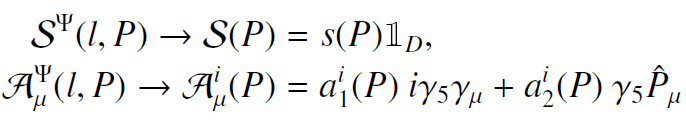 𝒮^Ψ(l, P) → 𝒮(P) = s(P)𝟙_D,
𝒜^Ψ_μ(l, P) → 𝒜^i_μ(P) = a^i_1(P) iγ_5γ_μ + a^i_2(P) γ_5P̂_μ